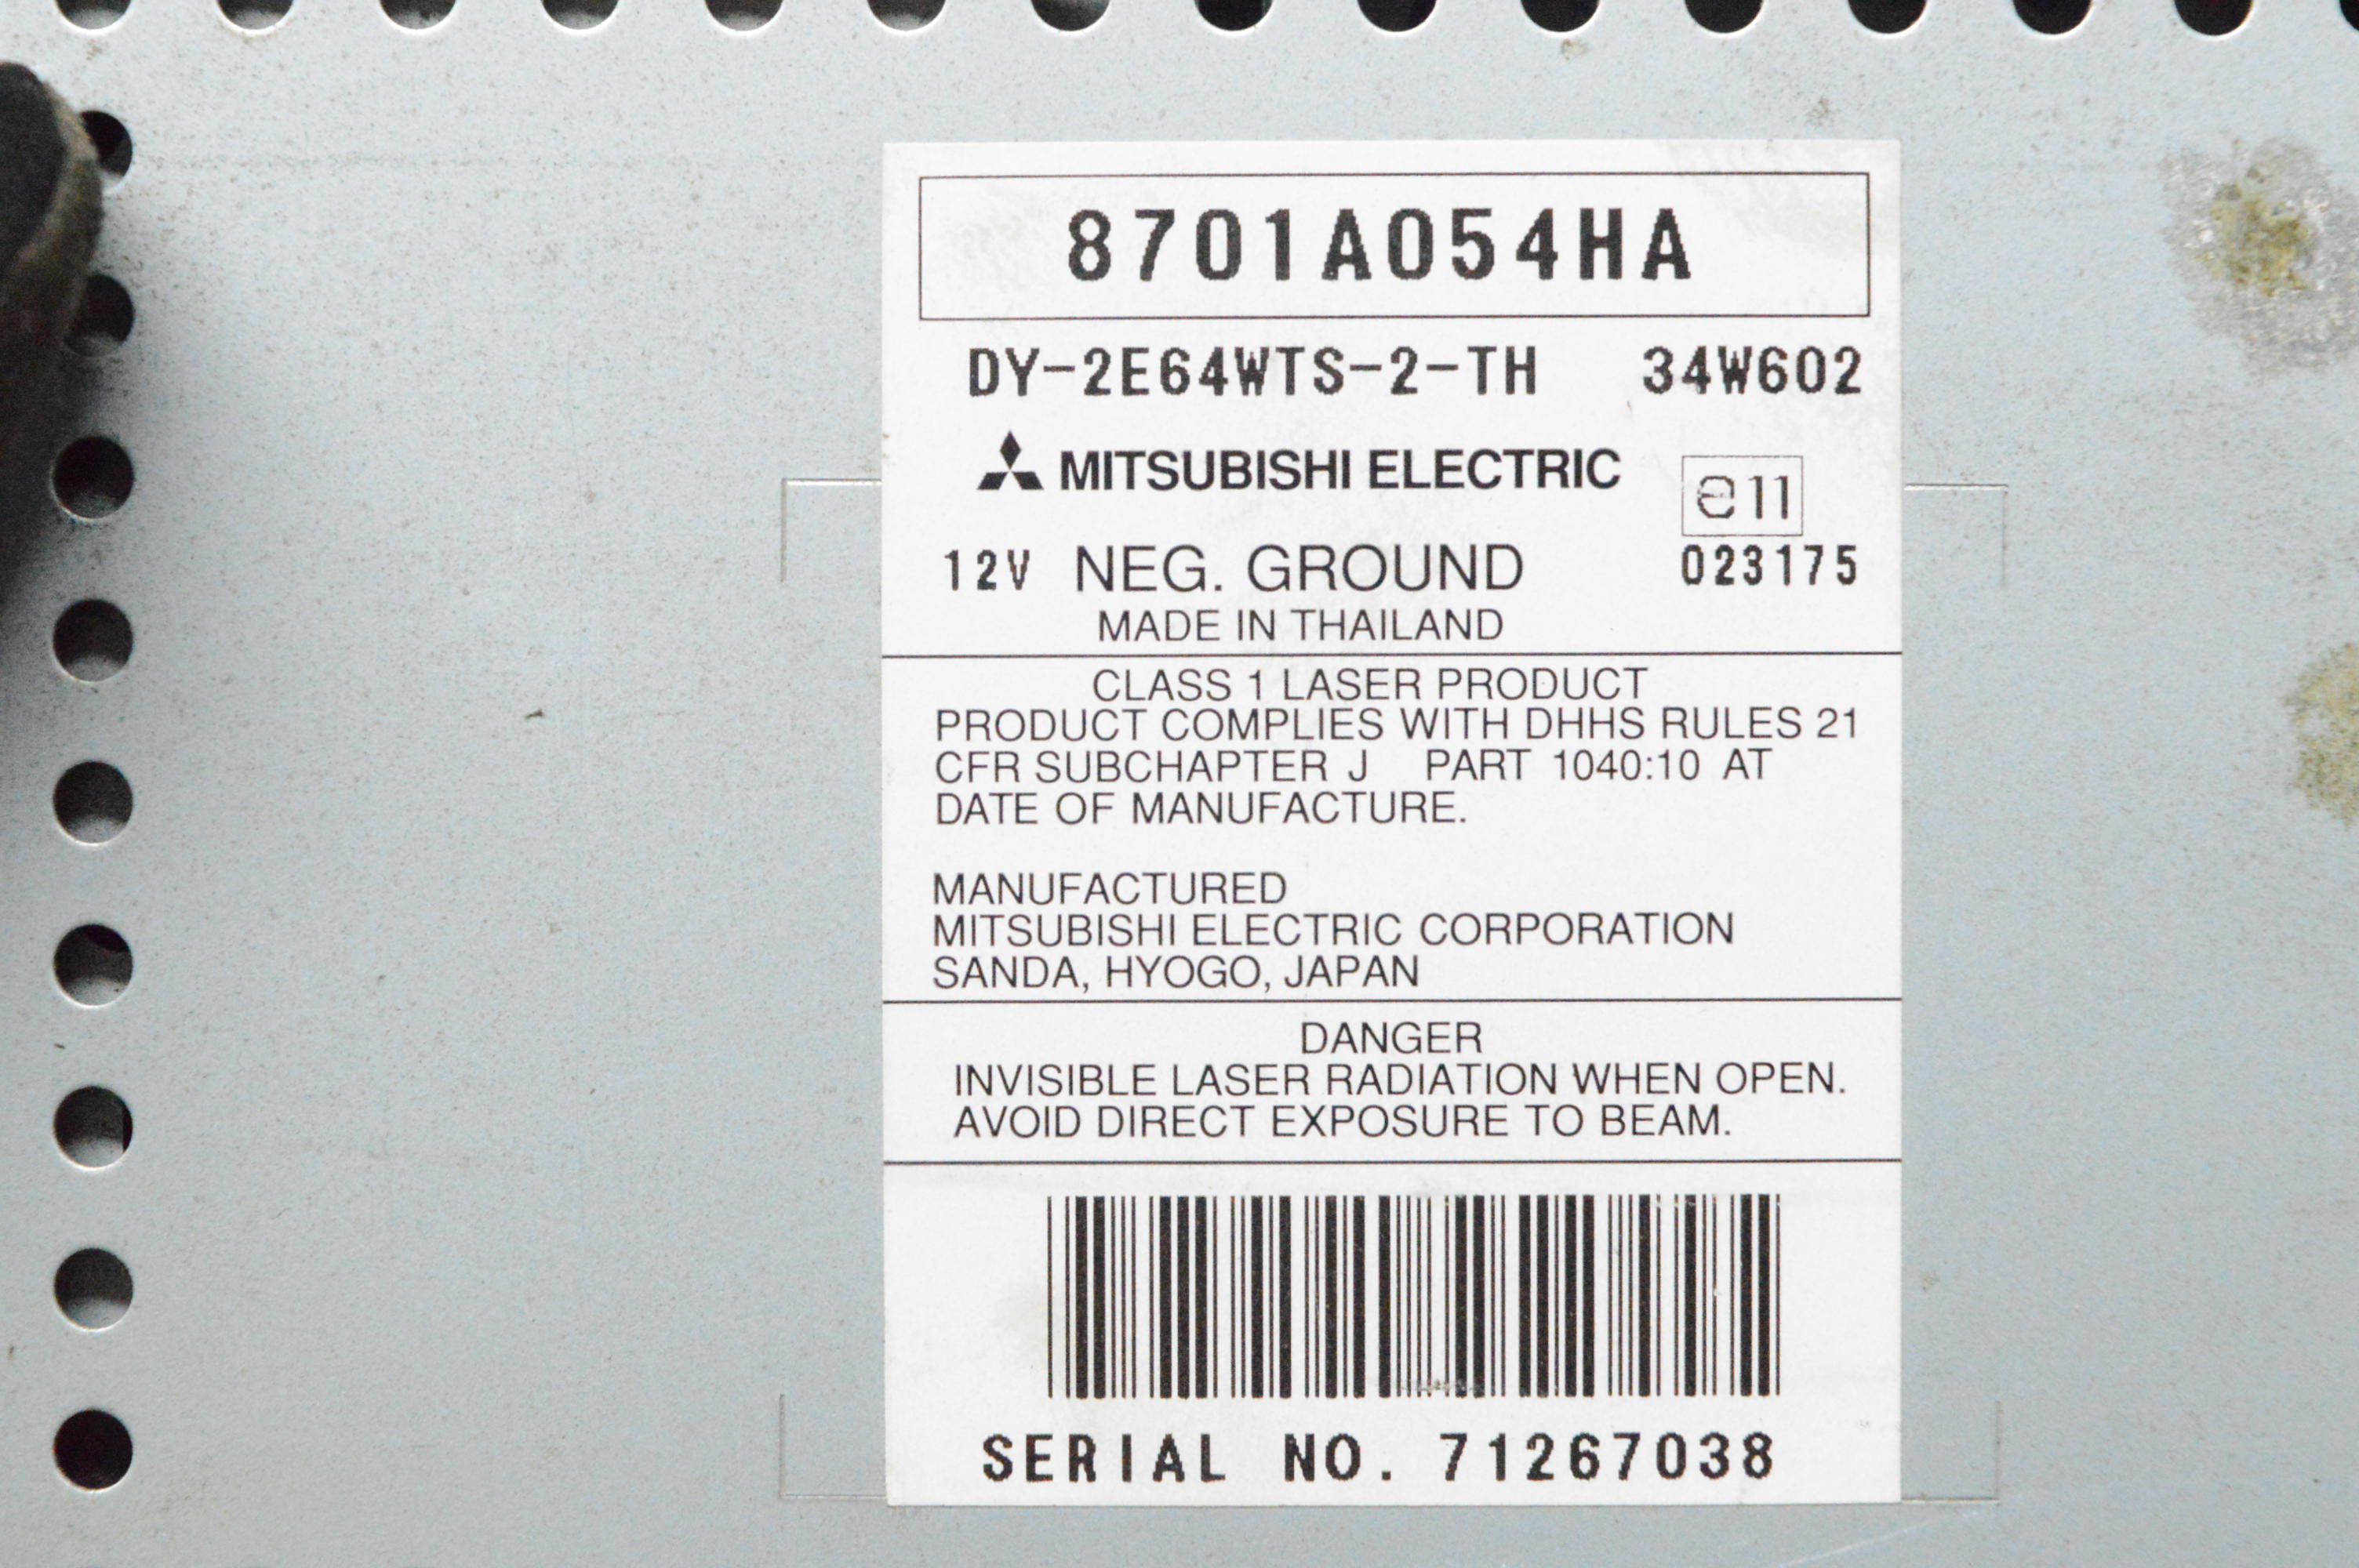 8701A054HA
DY-2E64WTS-2-TH 34W602
MITSUBISHI ELECTRIC
e11
12V NEG. GROUND 023175
MADE IN THAILAND
CLASS 1 LASER PRODUCT
PRODUCT COMPLIES WITH DHHS RULES 21
CFR SUBCHAPTER J PART 1040:10 AT
DATE OF MANUFACTURE.
MANUFACTURED
MITSUBISHI ELECTRIC CORPORATION
SANDA, HYOGO, JAPAN
DANGER
INVISIBLE LASER RADIATION WHEN OPEN.
AVOID DIRECT EXPOSURE TO BEAM.
SERIAL NO. 71267038